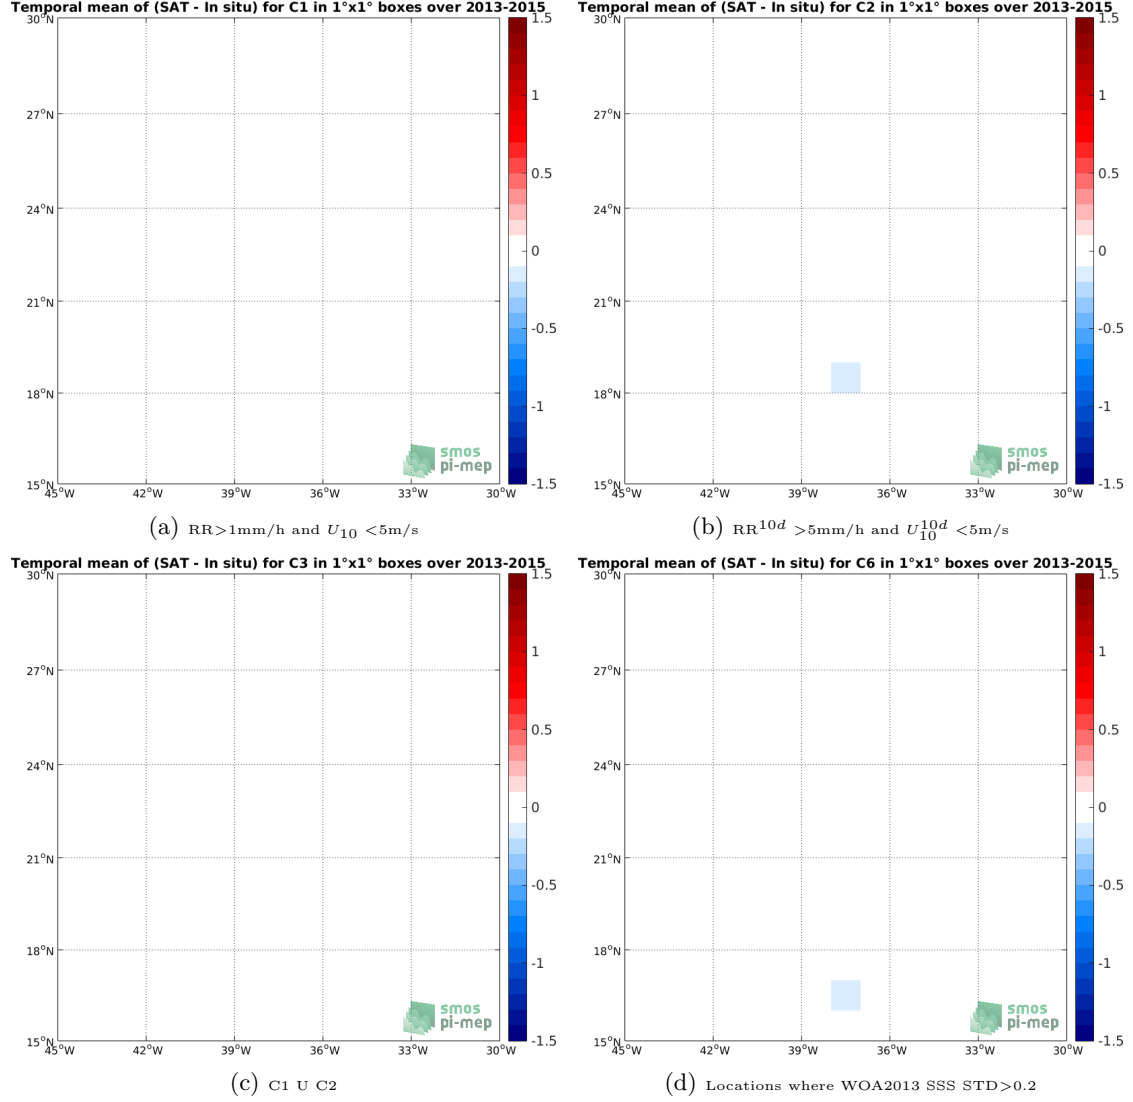 Temporal mean of (SAT - In situ) for C1 in 1°x1° boxes over 2013-2015
30°N
27°N
24°N
21°N
18°N
15°N
45°W 42°W 39°W 36°W 33°W 30°W
1.5
1
0.5
0
-0.5
-1
-1.5
smos
pi-mep
(a) RR>1mm/h and U10 <5m/s
Temporal mean of (SAT - In situ) for C2 in 1°x1° boxes over 2013-2015
30°N
27°N
24°N
21°N
18°N
15°N
45°W 42°W 39°W 36°W 33°W 30°W
1.5
1
0.5
0
-0.5
-1
-1.5
smos
pi-mep
(b) RR10d >5mm/h and U10d10 <5m/s
Temporal mean of (SAT - In situ) for C3 in 1°x1° boxes over 2013-2015
30°N
27°N
24°N
21°N
18°N
15°N
45°W 42°W 39°W 36°W 33°W 30°W
1.5
1
0.5
0
-0.5
-1
-1.5
smos
pi-mep
(c) C1 U C2
Temporal mean of (SAT - In situ) for C6 in 1°x1° boxes over 2013-2015
30°N
27°N
24°N
21°N
18°N
15°N
45°W 42°W 39°W 36°W 33°W 30°W
1.5
1
0.5
0
-0.5
-1
-1.5
smos
pi-mep
(d) Locations where WOA2013 SSS STD>0.2